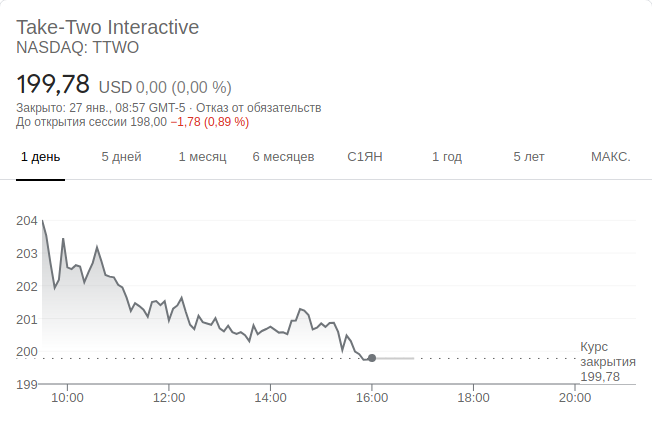 Take-Two Interactive
NASDAQ: TTWO
199,78 USD 0,00 (0,00 %)
Закрыто: 27 янв., 08:57 GMT-5 · Отказ от обязательств
До открытия сессии 198,00 −1,78 (0,89 %)
1 день 5 дней 1 месяц 6 месяцев С1ЯН 1 год 5 лет МАКС.
204
203
202
201
200
199
Курс
закрытия
199,78
10:00 12:00 14:00 16:00 18:00 20:00